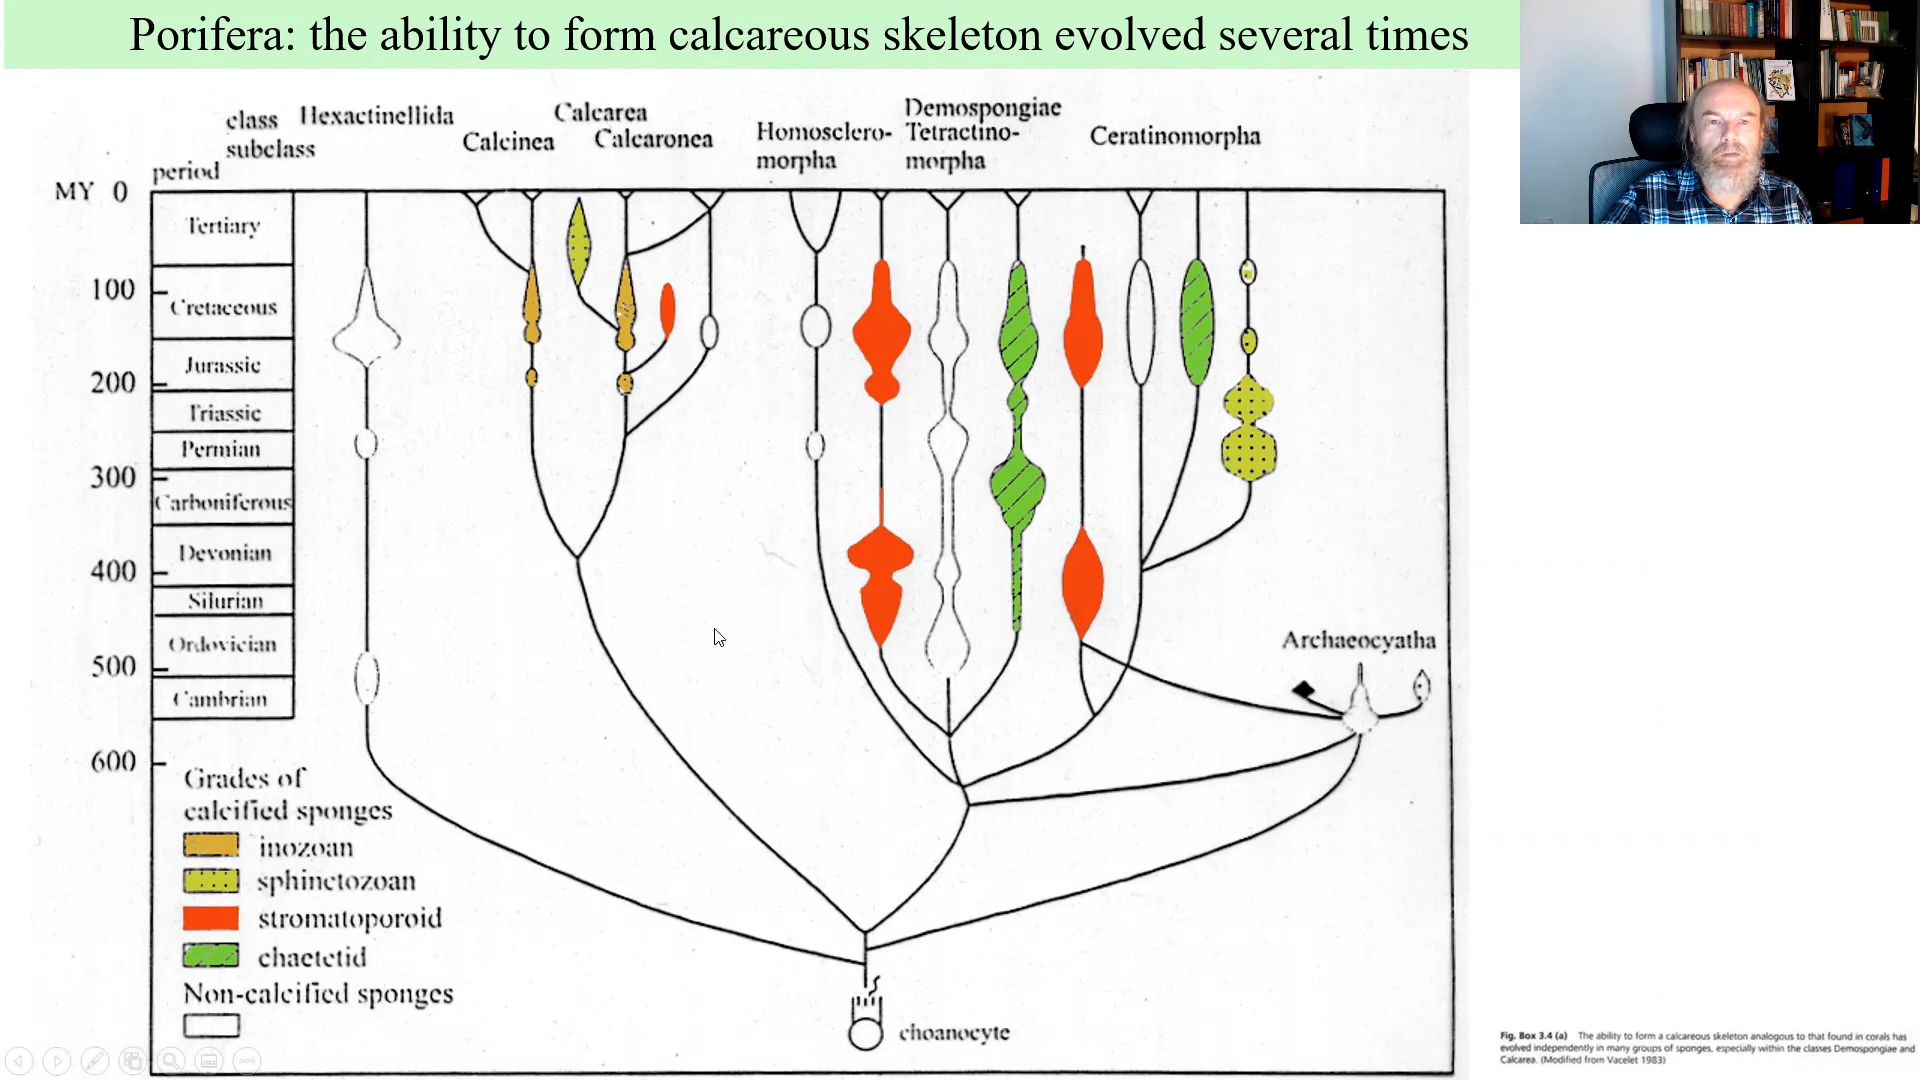 Porifera: the ability to form calcareous skeleton evolved several times
class
subclass
Hexactinellida
Calcarea
Calcinea
Calcaronea
Homosclero-
morpha
Demospongiae
Tetractino-
morpha
Ceratinomorpha
period
MY 0
Tertiary
100
Cretaceous
Jurassic
200
Triassic
Permian
300
Carboniferous
Devonian
400
Silurian
Ordovician
500
Cambrian
600
Archaeocyatha
Grades of
calcified sponges
inozoan
sphinctozoan
stromatoporoid
chaetetid
Non-calcified sponges
choanocyte
Fig. Box 3.4 (a) The ability to form a calcareous skeleton analogous to that found in corals has
evolved independently in many groups of sponges, especially within the classes Demospongiae and
Calcarea. (Modified from Vacelet 1983)